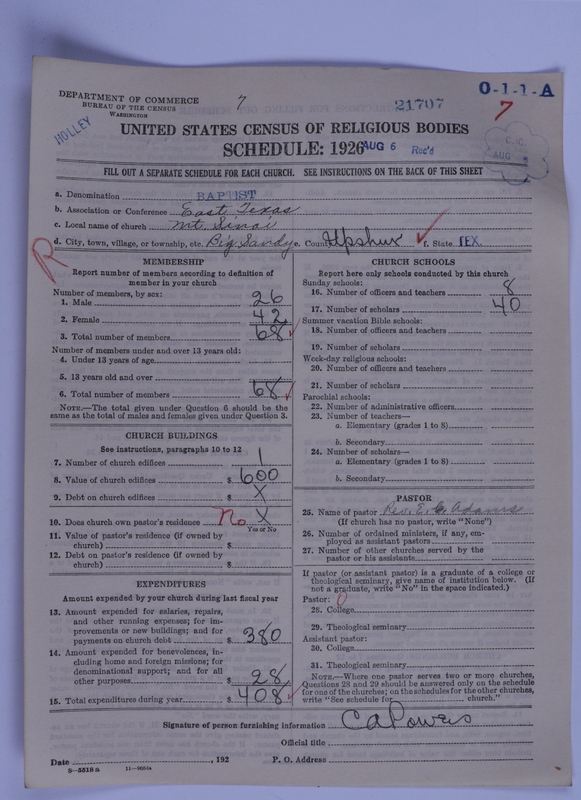 DEPARTMENT OF COMMERCE
BUREAU OF THE CENSUS
WASHINGTON
7
21707
O-1-1-A
7
HOLLEY
UNITED STATES CENSUS OF RELIGIOUS BODIES
SCHEDULE: 1926
AUG 6 Rec'd
C.C.
AUG
FILL OUT A SEPARATE SCHEDULE FOR EACH CHURCH. SEE INSTRUCTIONS ON THE BACK OF THIS SHEET
a. Denomination BAPTIST
b. Association or Conference East Texas
c. Local name of church Mt. Sinai
d. City, town, village, or township, etc. Big Sandy e. County Upshur f. State TEX.
R
MEMBERSHIP
Report number of members according to definition of
member in your church
Number of members by sex:
1. Male 26
2. Female 42
3. Total number of members 68
Number of members under and over 13 years old:
4. Under 13 years of age
5. 13 years old and over
6. Total number of members 68
NOTE.—The total given under Question 6 should be the
same as the total of males and females given under Question 3.
CHURCH BUILDINGS
See instructions, paragraphs 10 to 12
7. Number of church edifices 1
8. Value of church edifices $ 600
9. Debt on church edifices $ X
10. Does church own pastor's residence No X
Yes or No
11. Value of pastor's residence (if owned by
church) $
12. Debt on pastor's residence (if owned by
church) $
EXPENDITURES
Amount expended by your church during last fiscal year
13. Amount expended for salaries, repairs,
and other running expenses; for im-
provements or new buildings; and for
payments on church debt $ 380
14. Amount expended for benevolences, in-
cluding home and foreign missions; for
denominational support; and for all
other purposes $ 28
15. Total expenditures during year $ 408
CHURCH SCHOOLS
Report here only schools conducted by this church
Sunday schools:
16. Number of officers and teachers 8
17. Number of scholars 40
Summer vacation Bible schools:
18. Number of officers and teachers
19. Number of scholars
Week-day religious schools:
20. Number of officers and teachers
21. Number of scholars
Parochial schools:
22. Number of administrative officers
23. Number of teachers—
a. Elementary (grades 1 to 8)
b. Secondary
24. Number of scholars—
a. Elementary (grades 1 to 8)
b. Secondary
PASTOR
25. Name of pastor Rev. E. C. Adams
(If church has no pastor, write "None")
26. Number of ordained ministers, if any, em-
ployed as assistant pastors
27. Number of other churches served by the
pastor or his assistants
If pastor (or assistant pastor) is a graduate of a college or
theological seminary, give name of institution below. (If
not a graduate, write "No" in the space indicated.)
Pastor: 0
28. College
29. Theological seminary
Assistant pastor:
30. College
31. Theological seminary
NOTE.—Where one pastor serves two or more churches,
Questions 28 and 29 should be answered only on the schedule
for one of the churches; on the schedules for the other churches,
write "See schedule for church."
Signature of person furnishing information C A Powers
Official title
Date , 192 P. O. Address